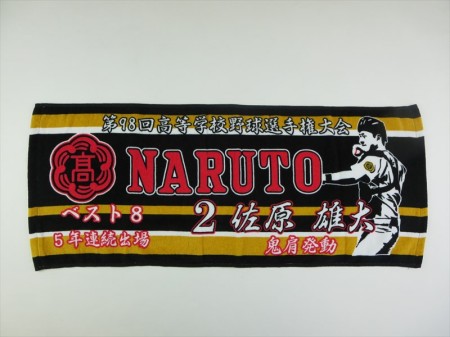 第98回高等学校野球選手権大会
高
NARUTO
ベスト8
2 佐原 雄大
5年連続出場
鬼肩発動